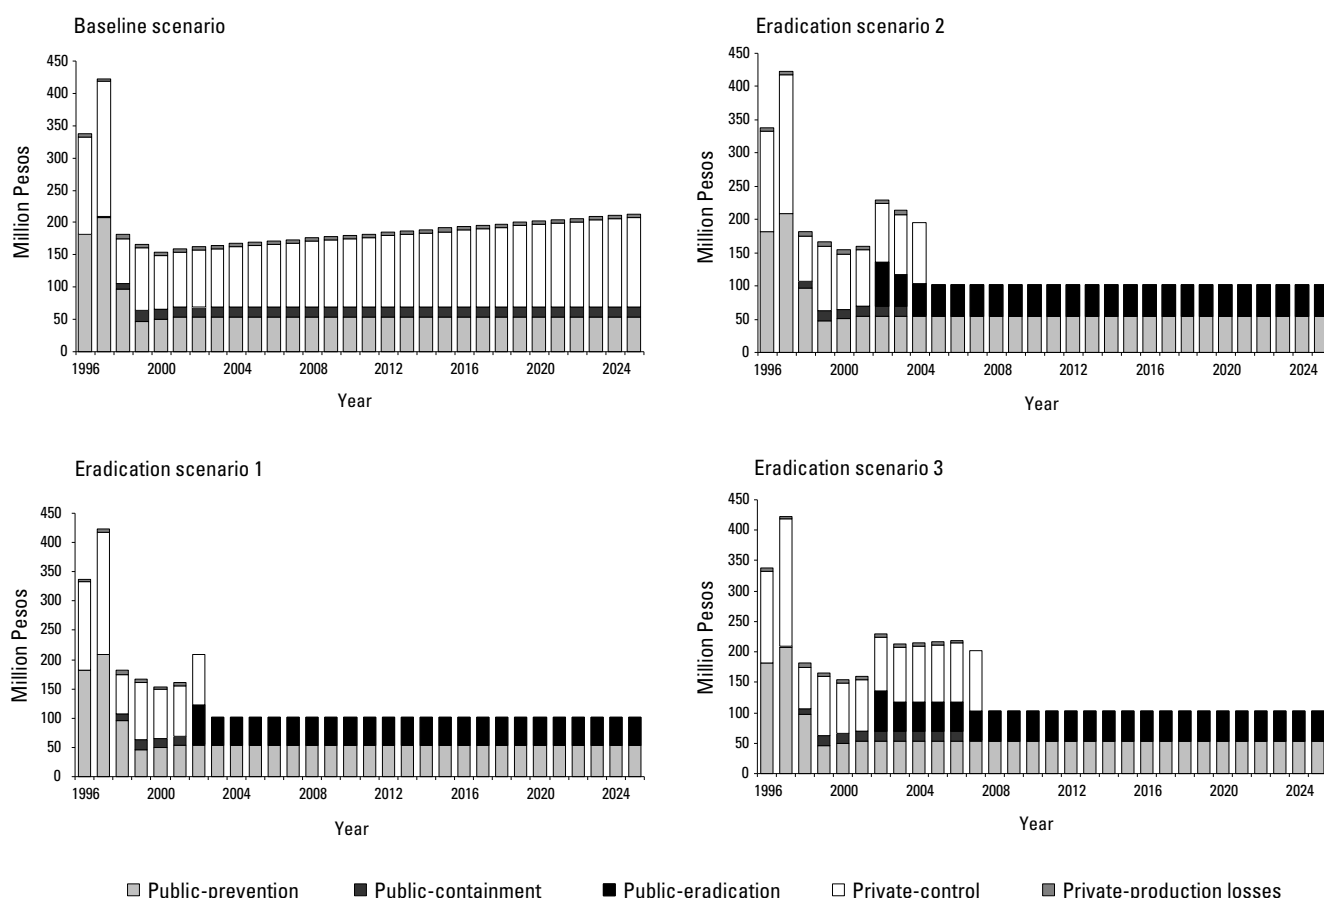 Baseline scenario
Million Pesos
450
400
350
300
250
200
150
100
50
0
1996 2000 2004 2008 2012 2016 2020 2024
Year
Eradication scenario 2
Million Pesos
450
400
350
300
250
200
150
100
50
0
1996 2000 2004 2008 2012 2016 2020 2024
Year
Eradication scenario 1
Million Pesos
450
400
350
300
250
200
150
100
50
0
1996 2000 2004 2008 2012 2016 2020 2024
Year
Eradication scenario 3
Million Pesos
450
400
350
300
250
200
150
100
50
0
1996 2000 2004 2008 2012 2016 2020 2024
Year
Public-prevention Public-containment Public-eradication Private-control Private-production losses